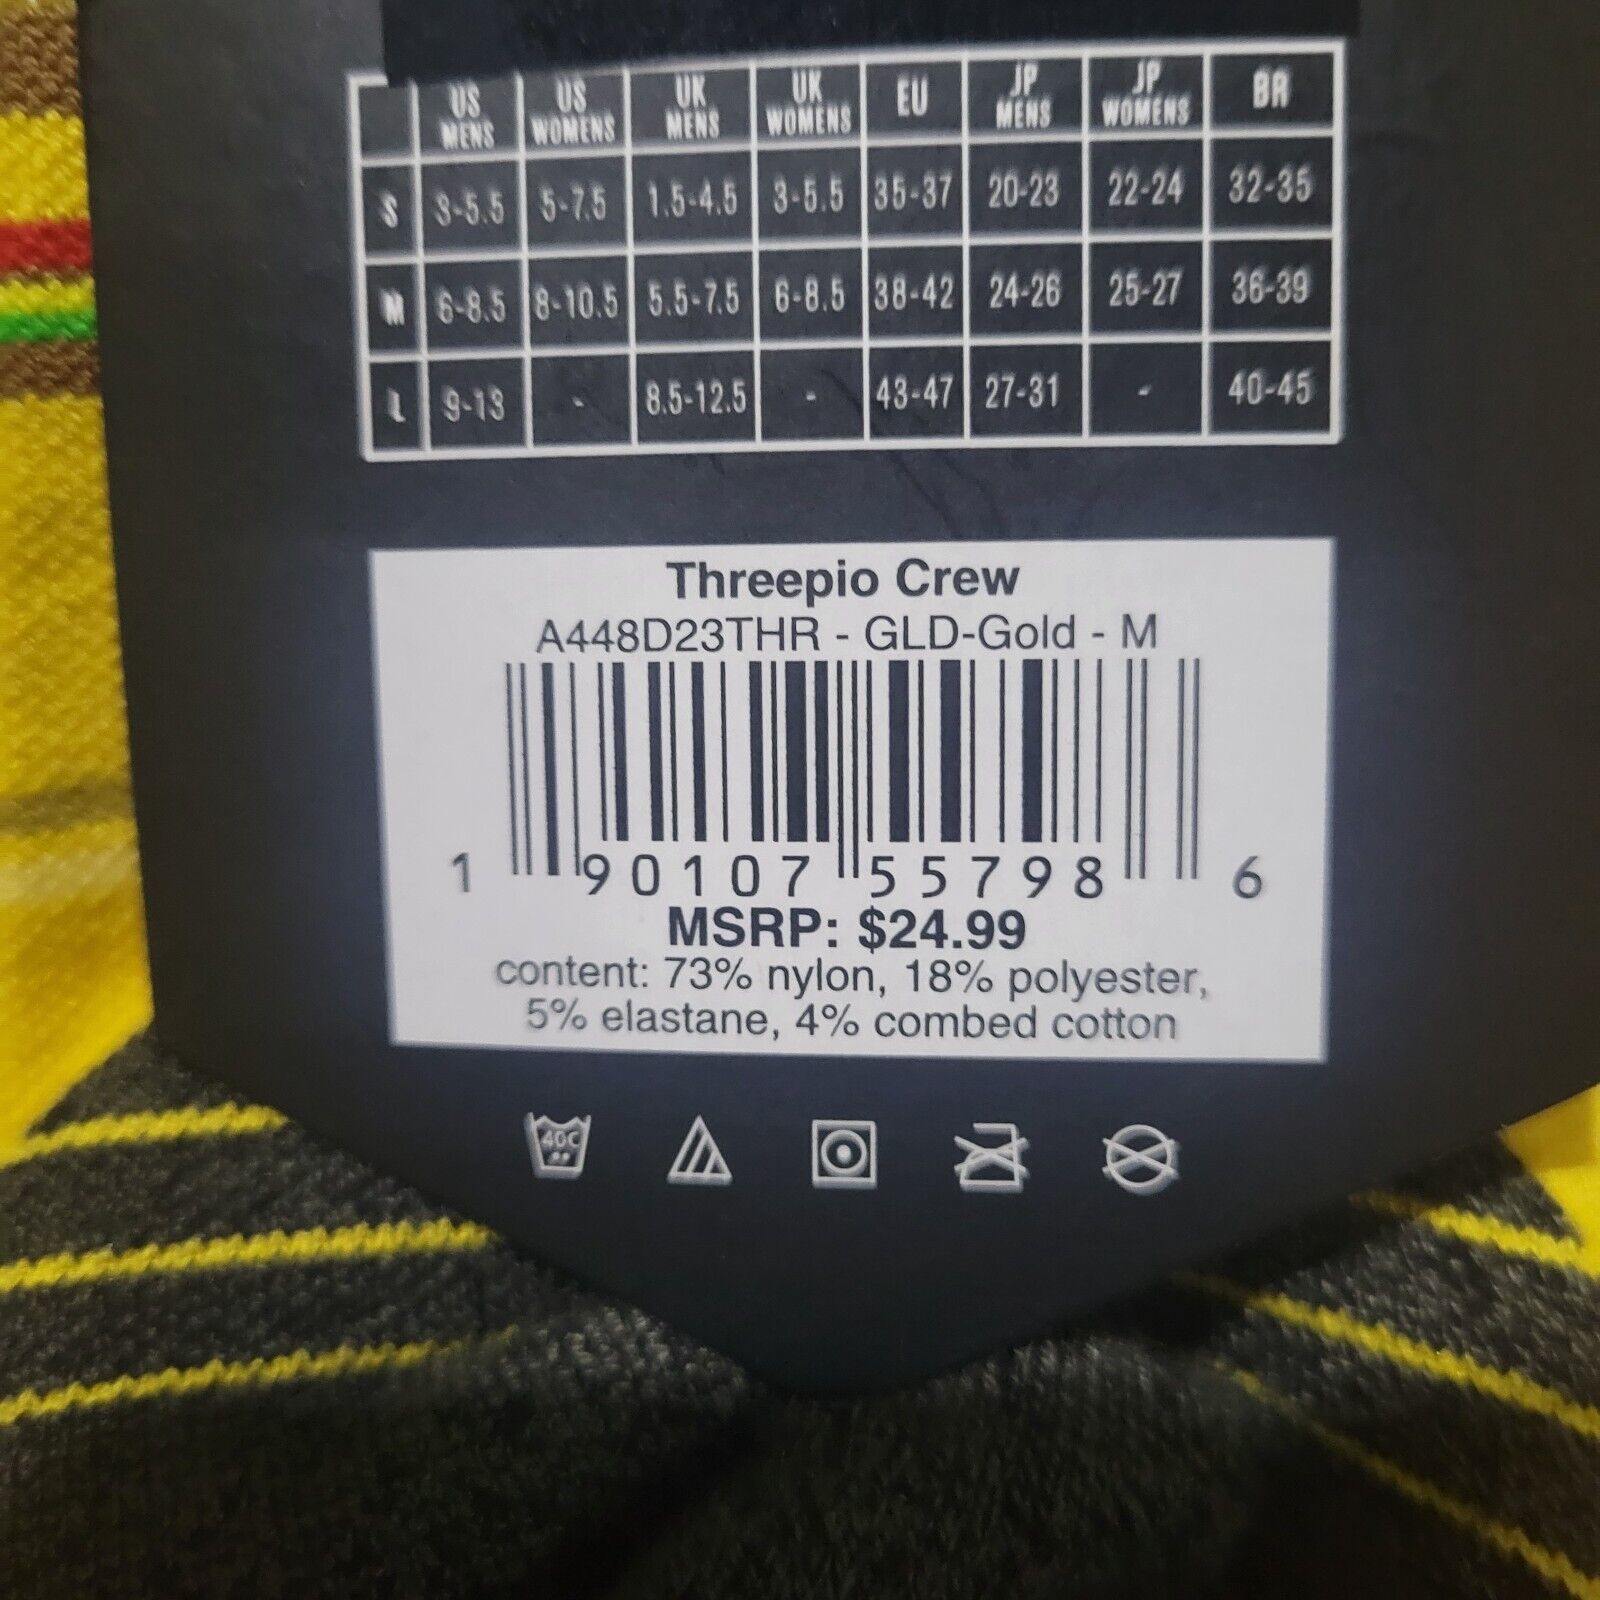 US MENS US WOMENS UK MENS UK WOMENS EU JP MENS JP WOMENS BR
S 3-5.5 5-7.5 1.5-4.5 3-5.5 35-37 20-23 22-24 32-35
M 6-8.5 8-10.5 5.5-7.5 6-8.5 38-42 24-26 25-27 36-39
L 9-13 - 8.5-12.5 - 43-47 27-31 - 40-45
Threepio Crew
A448D23THR - GLD-Gold - M
1 90107 55798 6
MSRP: $24.99
content: 73% nylon, 18% polyester,
5% elastane, 4% combed cotton
40C